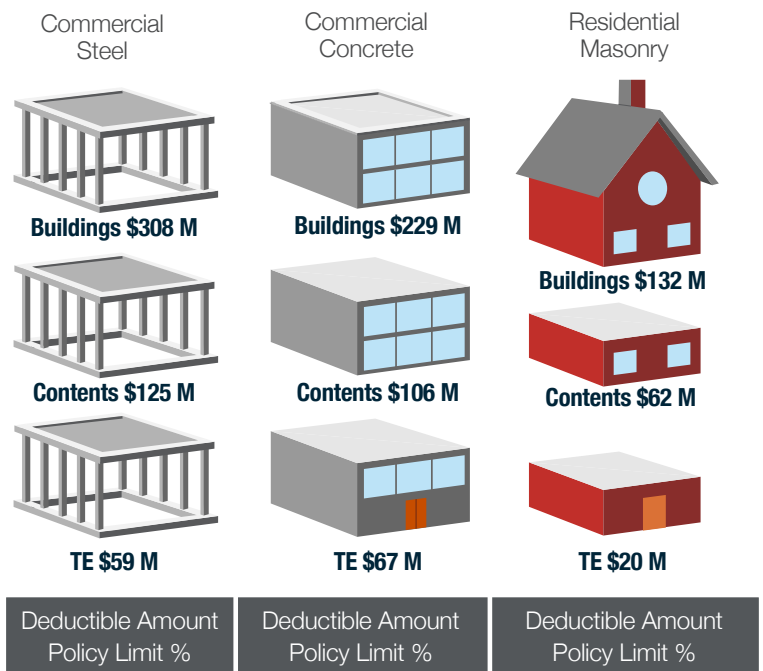 Commercial
Steel
Commercial
Concrete
Residential
Masonry
Buildings $308 M
Buildings $229 M
Buildings $132 M
Contents $125 M
Contents $106 M
Contents $62 M
TE $59 M
TE $67 M
TE $20 M
Deductible Amount
Policy Limit %
Deductible Amount
Policy Limit %
Deductible Amount
Policy Limit %